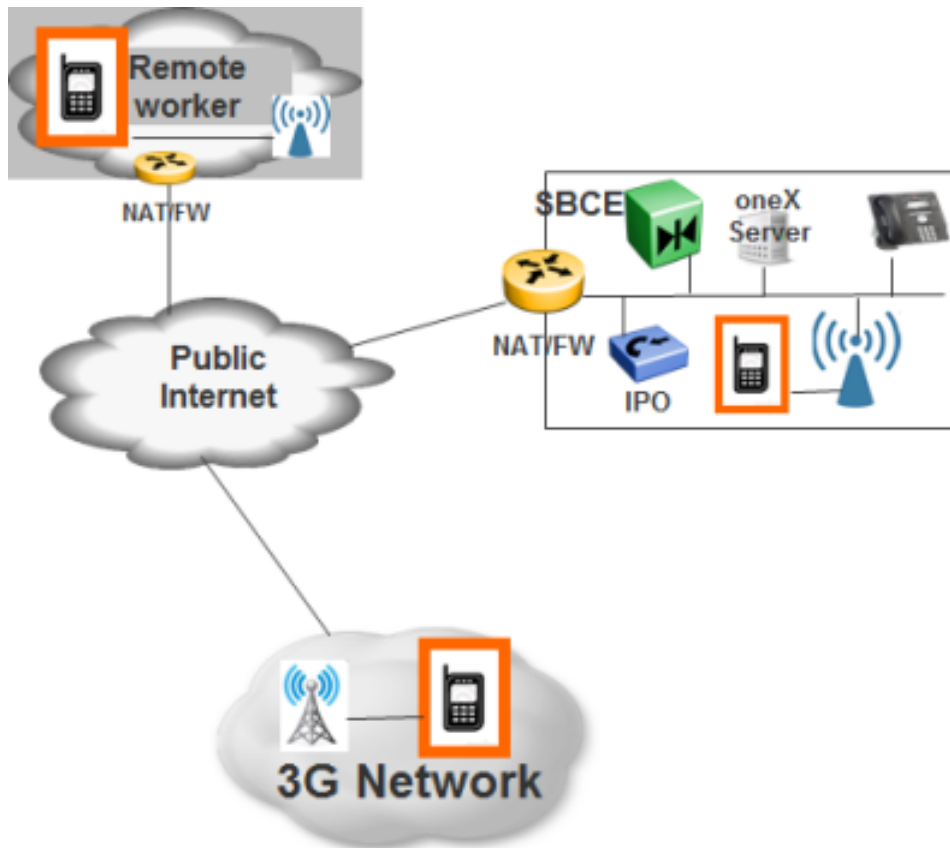 Remote
worker
NAT/FW
SBCE
oneX
Server
NAT/FW
IPO
Public
Internet
3G Network